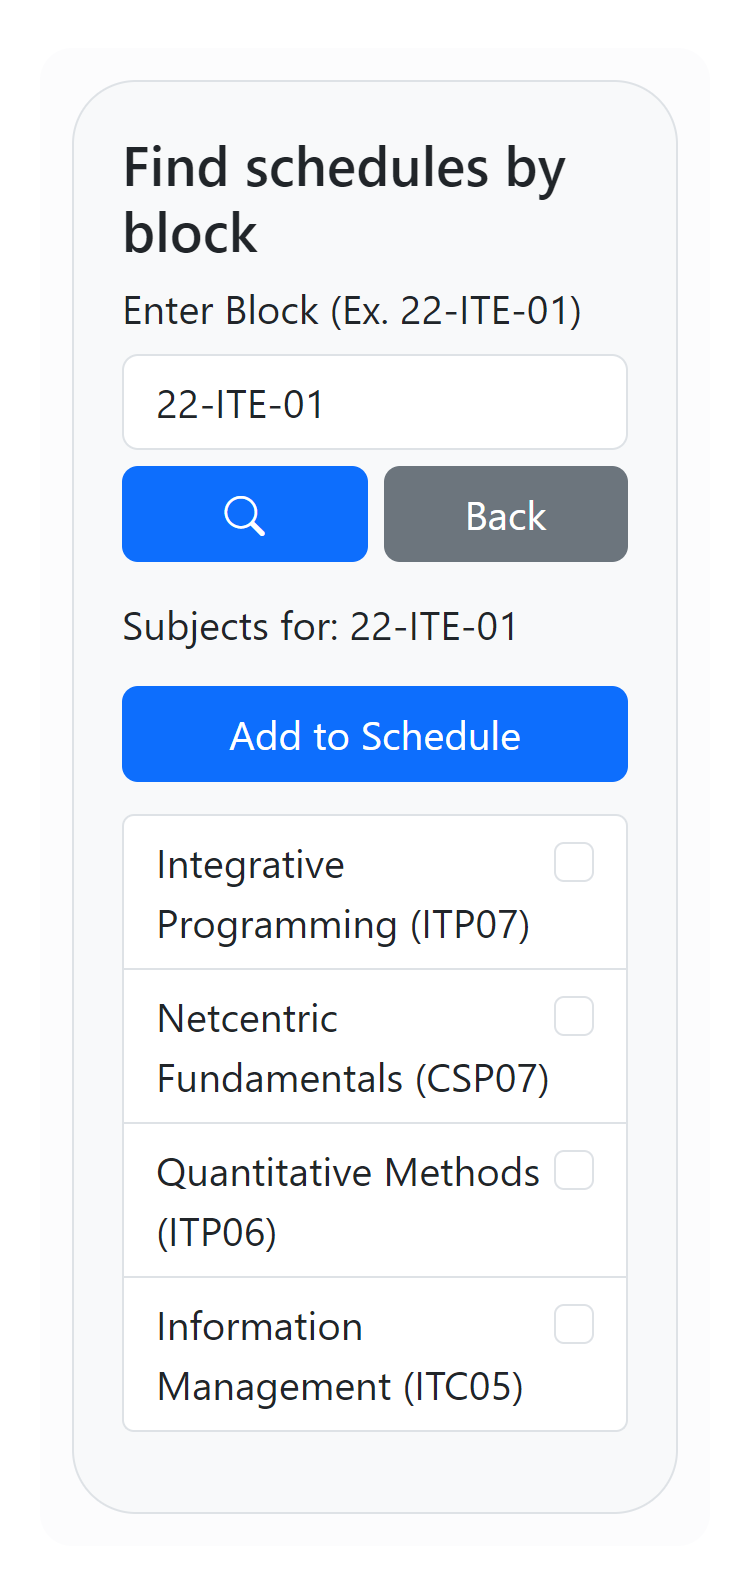 Find schedules by
block
Enter Block (Ex. 22-ITE-01)
22-ITE-01
Back
Subjects for: 22-ITE-01
Add to Schedule
Integrative
Programming (ITP07)
Netcentric
Fundamentals (CSP07)
Quantitative Methods
(ITP06)
Information
Management (ITC05)